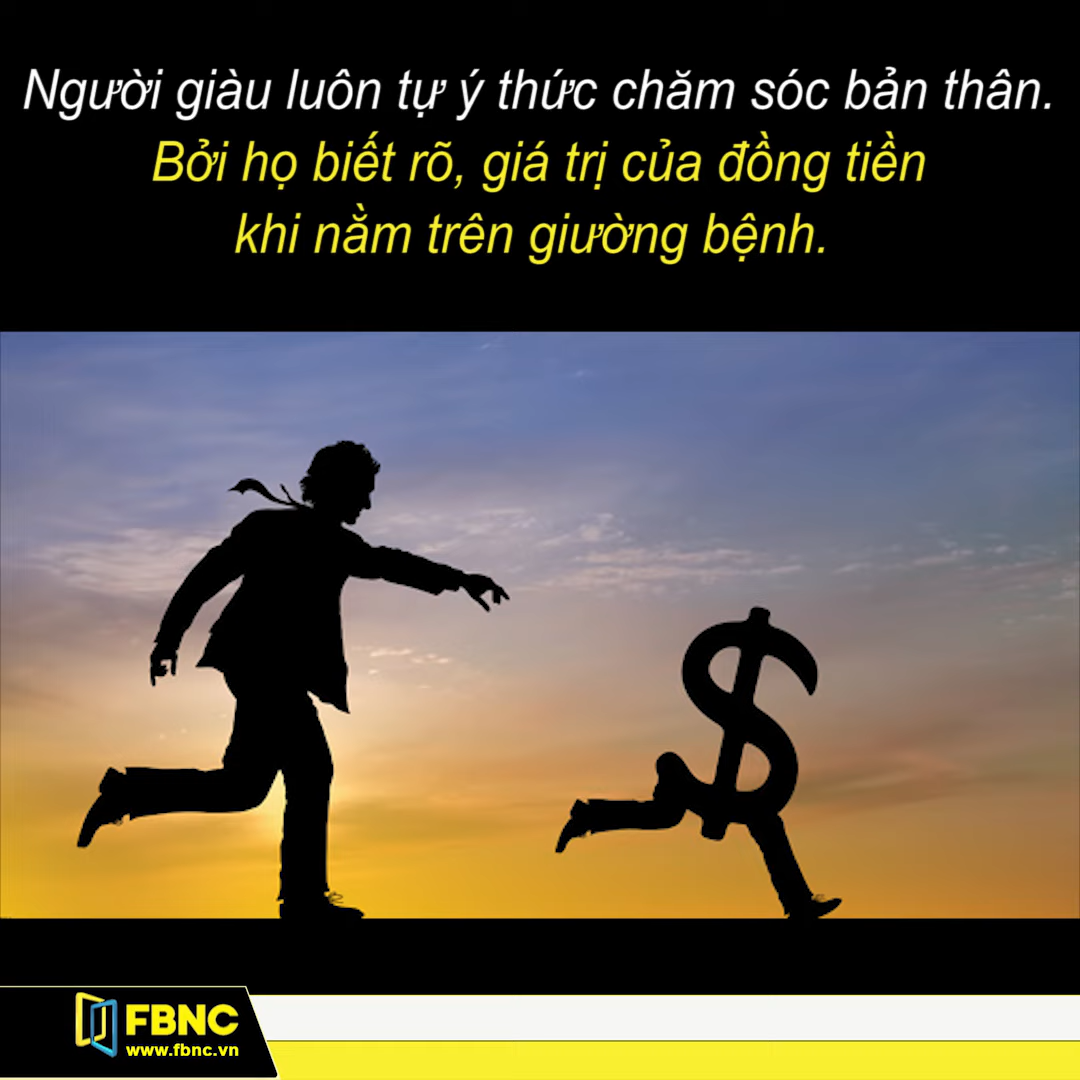 Người giàu luôn tự ý thức chăm sóc bản thân.
Bởi họ biết rõ, giá trị của đồng tiền
khi nằm trên giường bệnh.
FBNC
www.fbnc.vn